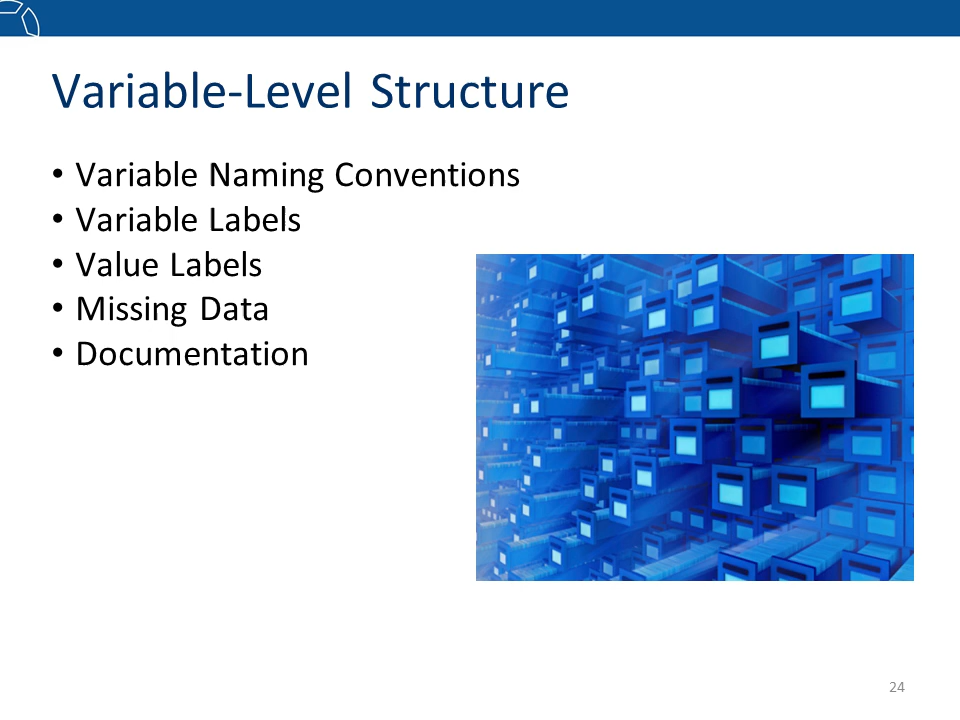 Variable-Level Structure
• Variable Naming Conventions
• Variable Labels
• Value Labels
• Missing Data
• Documentation
24